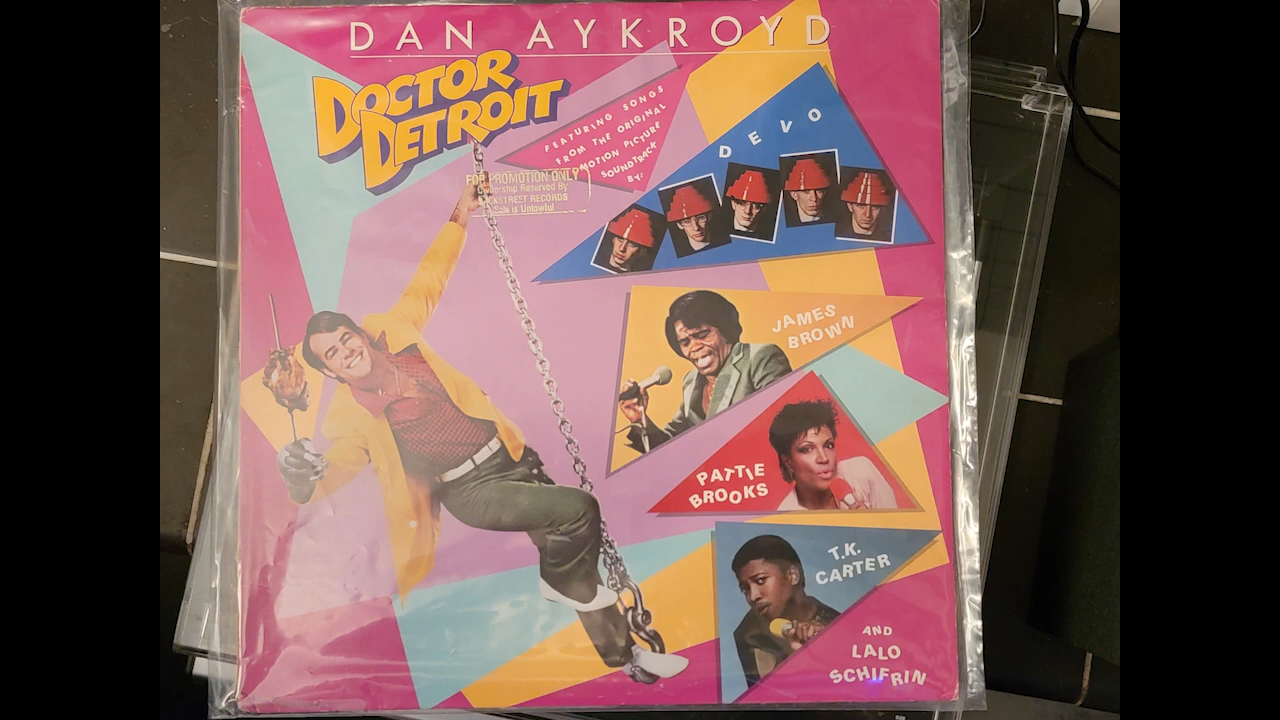 DAN AYKROYD
DOCTOR
DETROIT
FEATURING SONGS
FROM THE ORIGINAL
MOTION PICTURE
SOUNDTRACK
BY:
FOR PROMOTION ONLY
Ownership Reserved By
BACKSTREET RECORDS
Sale is Unlawful
DEVO
JAMES
BROWN
PATTIE
BROOKS
T.K.
CARTER
AND
LALO
SCHIFRIN